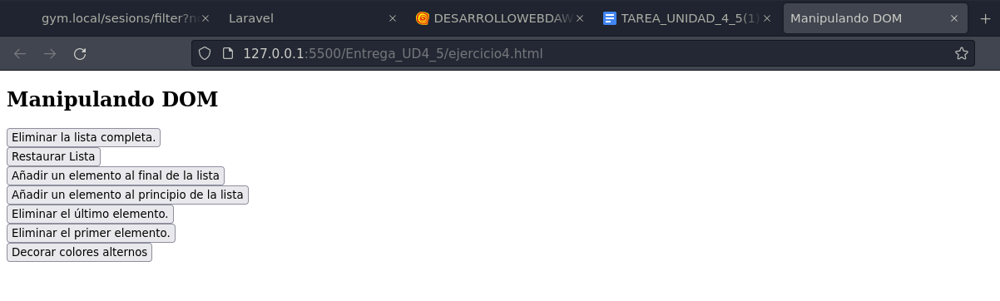 gym.local/sesions/filter?n
Laravel
DESARROLLOWEBDAW
TAREA_UNIDAD_4_5(1)
Manipulando DOM
127.0.0.1:5500/Entrega_UD4_5/ejercicio4.html
Manipulando DOM
Eliminar la lista completa.
Restaurar Lista
Añadir un elemento al final de la lista
Añadir un elemento al principio de la lista
Eliminar el último elemento.
Eliminar el primer elemento.
Decorar colores alternos